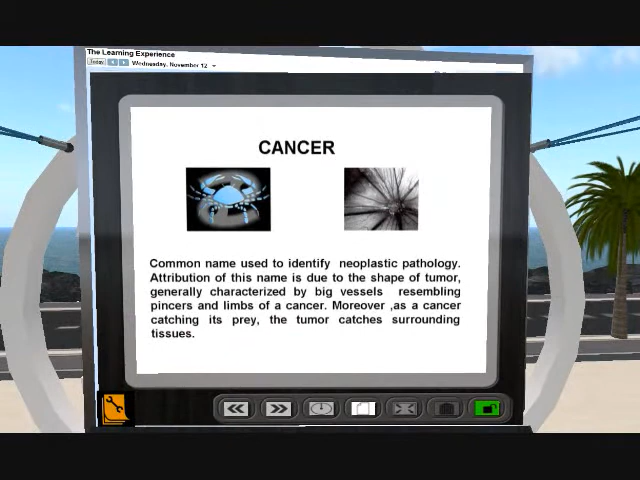 The Learning Experience
Today Wednesday, November 12
CANCER
Common name used to identify neoplastic pathology.
Attribution of this name is due to the shape of tumor,
generally characterized by big vessels resembling
pincers and limbs of a cancer. Moreover ,as a cancer
catching its prey, the tumor catches surrounding
tissues.